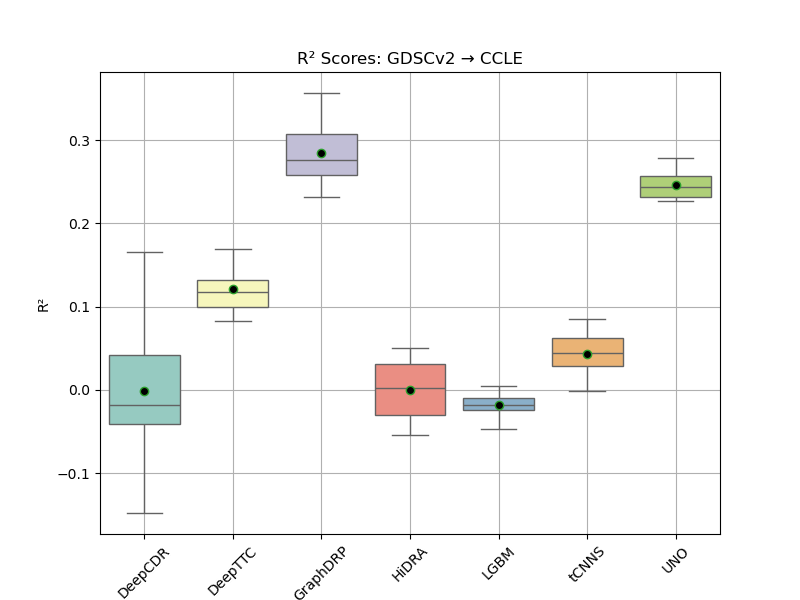 R² Scores: GDSCv2 → CCLE
R²
0.3
0.2
0.1
0.0
−0.1
DeepCDR
DeepTTC
GraphDRP
HiDRA
LGBM
tCNNS
UNO